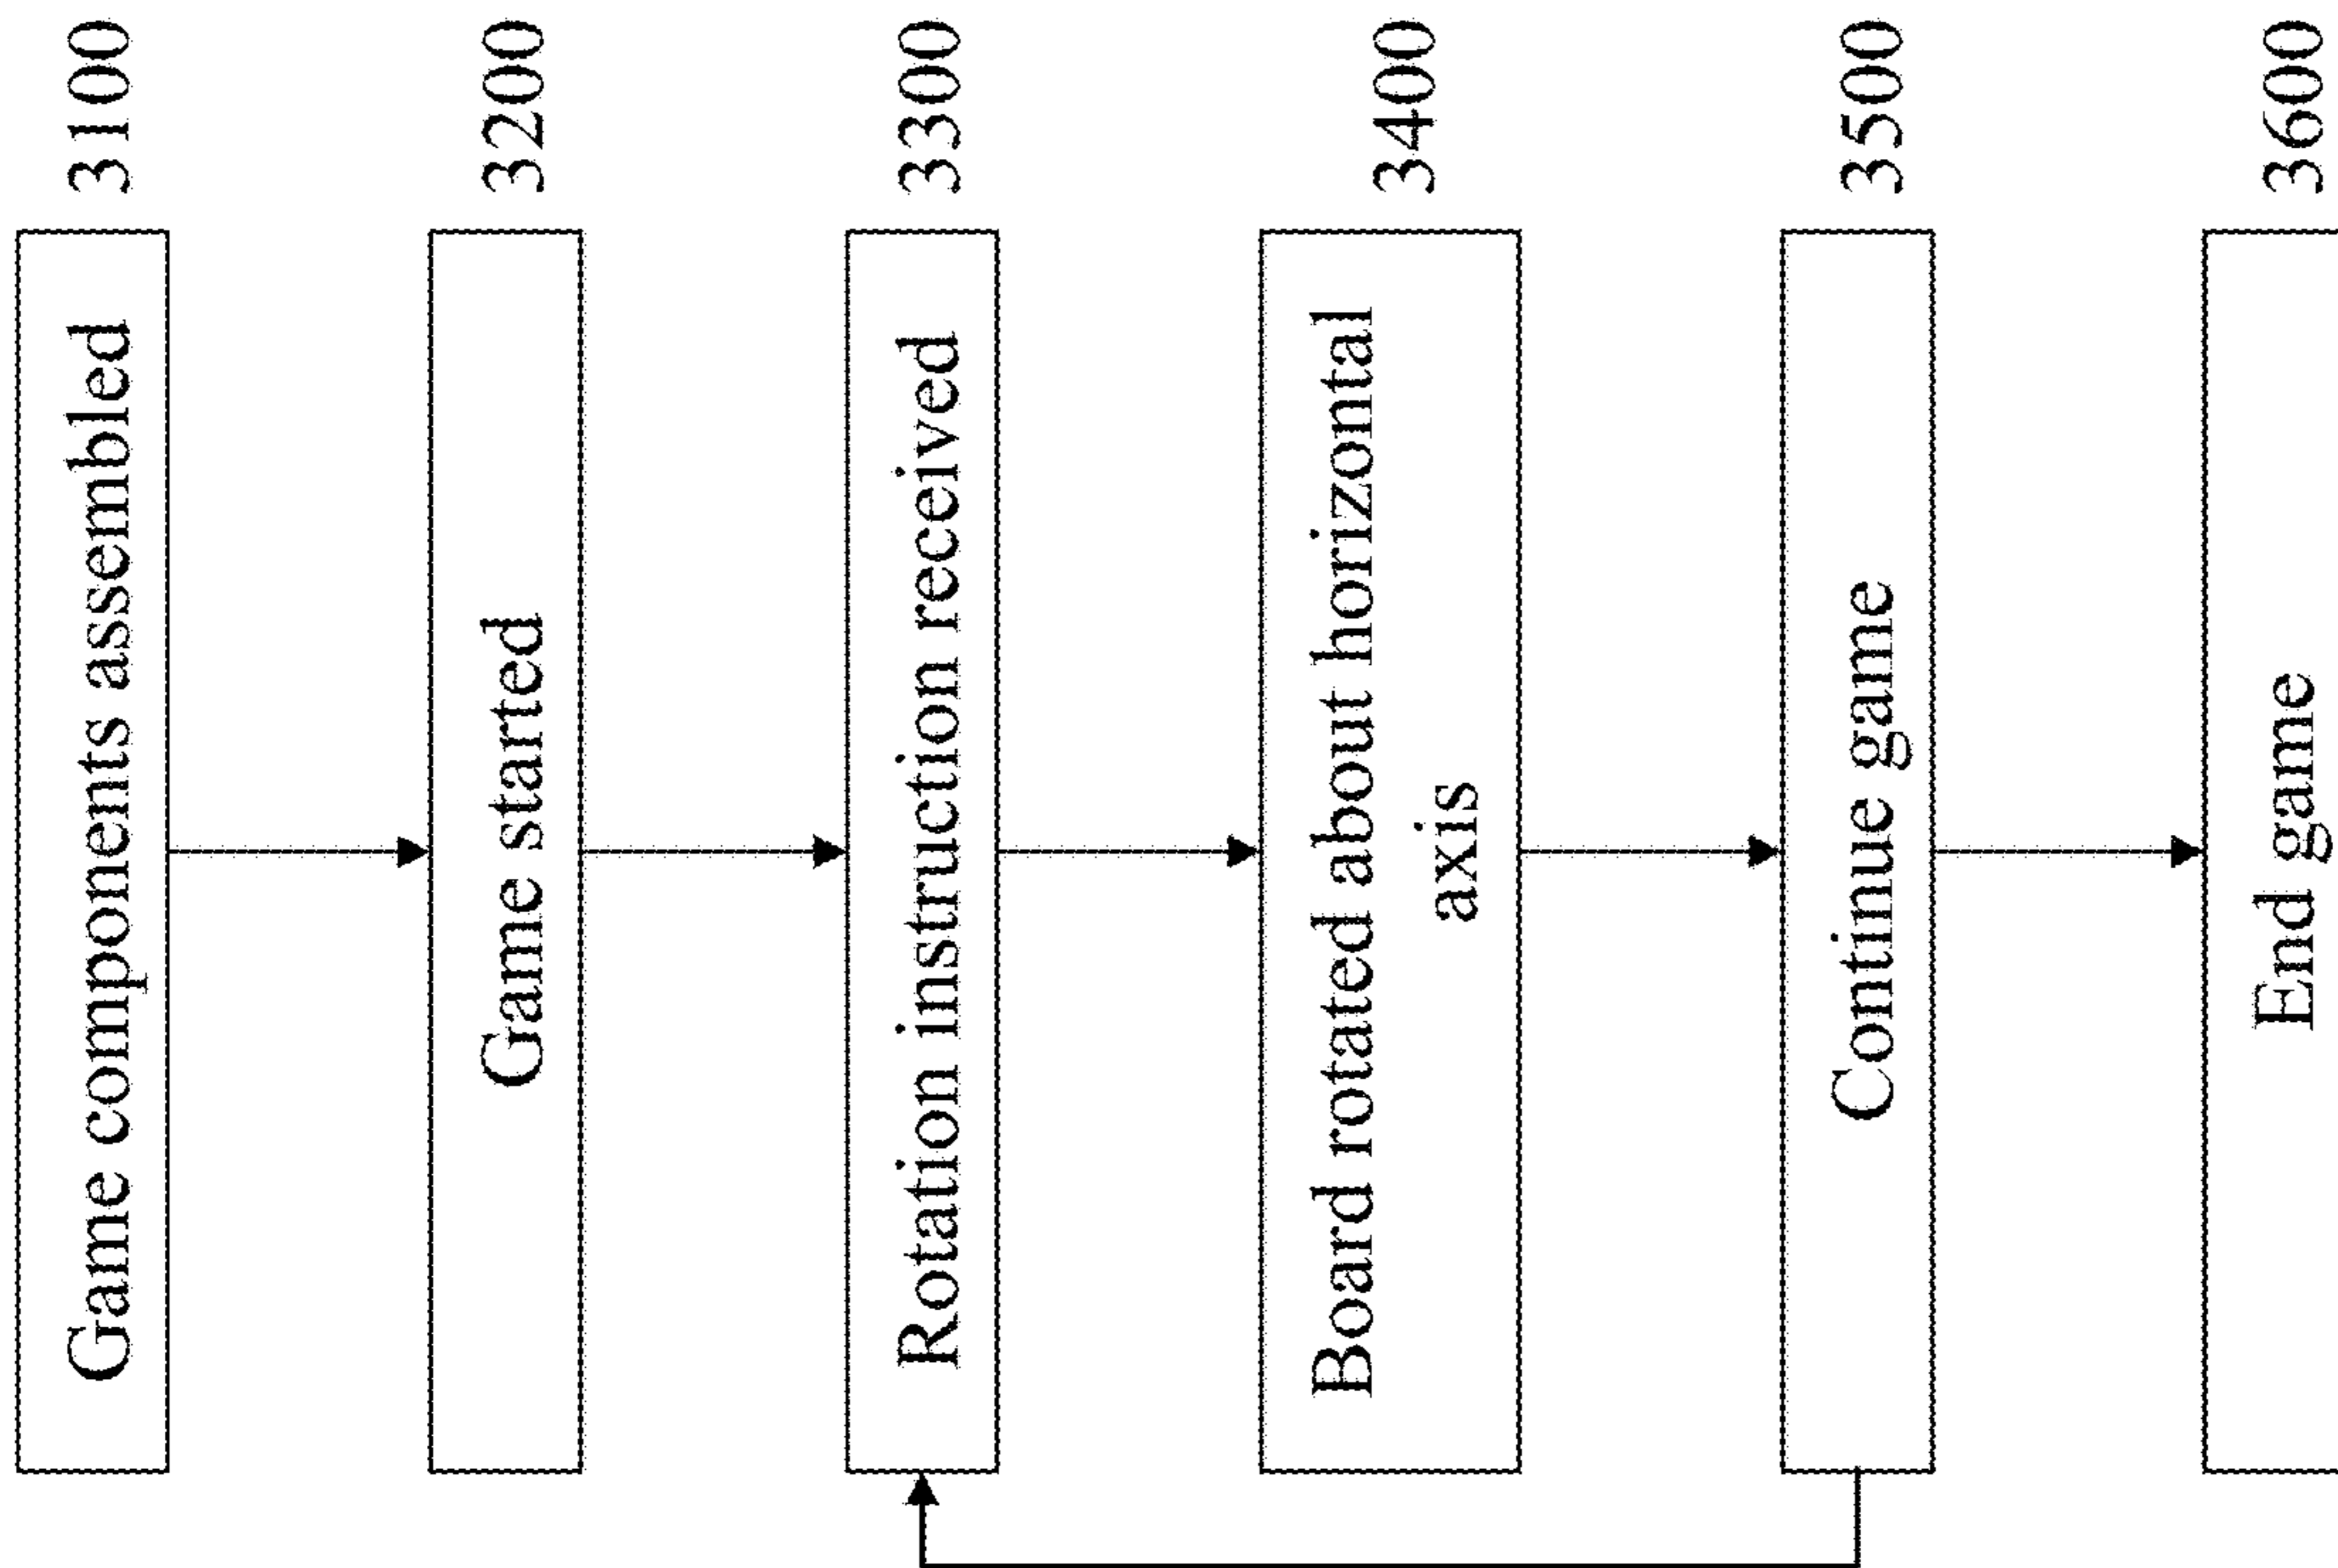 Game components assembled
3100
Game started
3200
Rotation instruction received
3300
Board rotated about horizontal
axis
3400
Continue game
3500
End game
3600